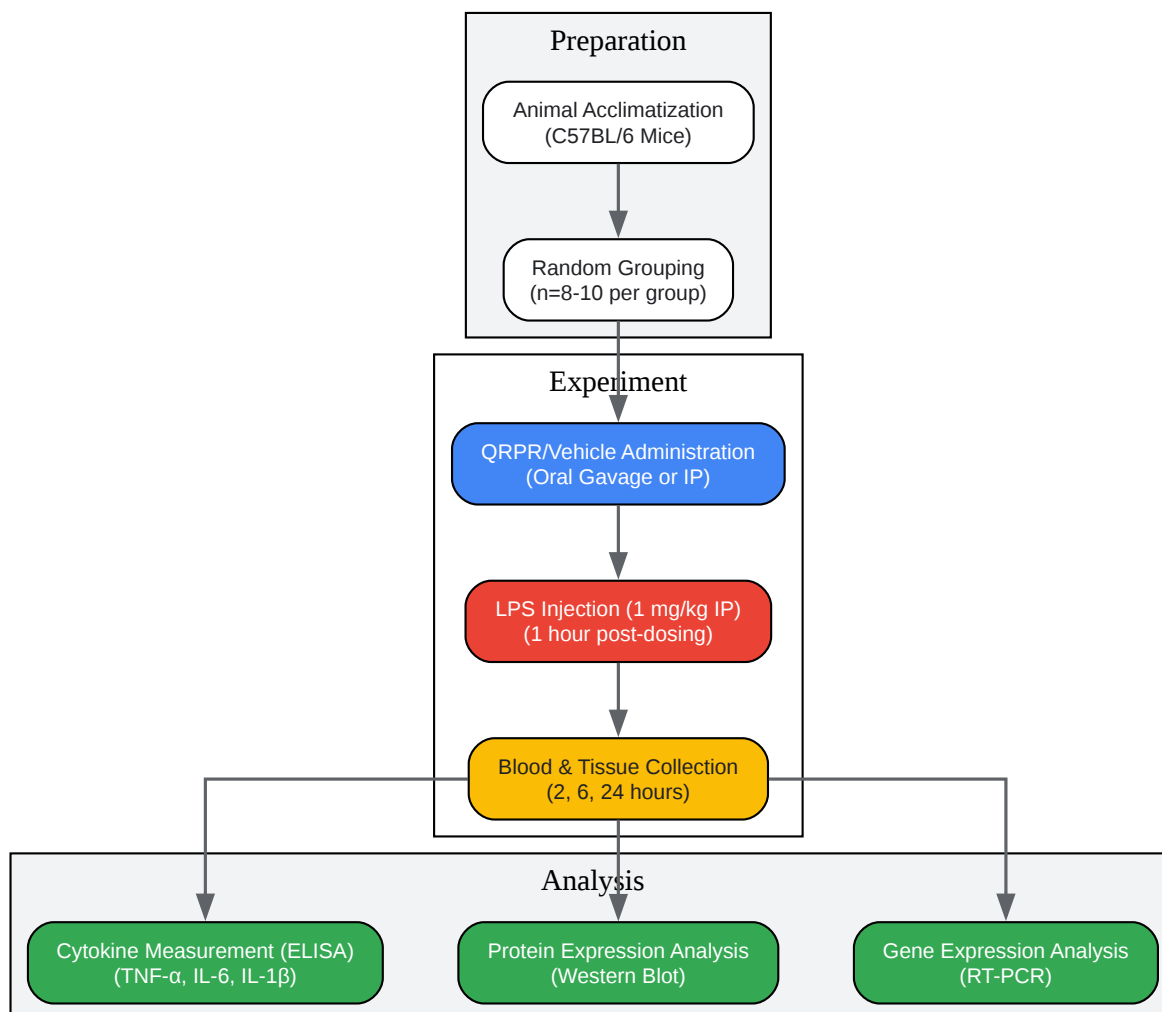 Preparation
Animal Acclimatization
(C57BL/6 Mice)
Random Grouping
(n=8-10 per group)
Experiment
QRPR/Vehicle Administration
(Oral Gavage or IP)
LPS Injection (1 mg/kg IP)
(1 hour post-dosing)
Blood & Tissue Collection
(2, 6, 24 hours)
Analysis
Cytokine Measurement (ELISA)
(TNF-α, IL-6, IL-1β)
Protein Expression Analysis
(Western Blot)
Gene Expression Analysis
(RT-PCR)